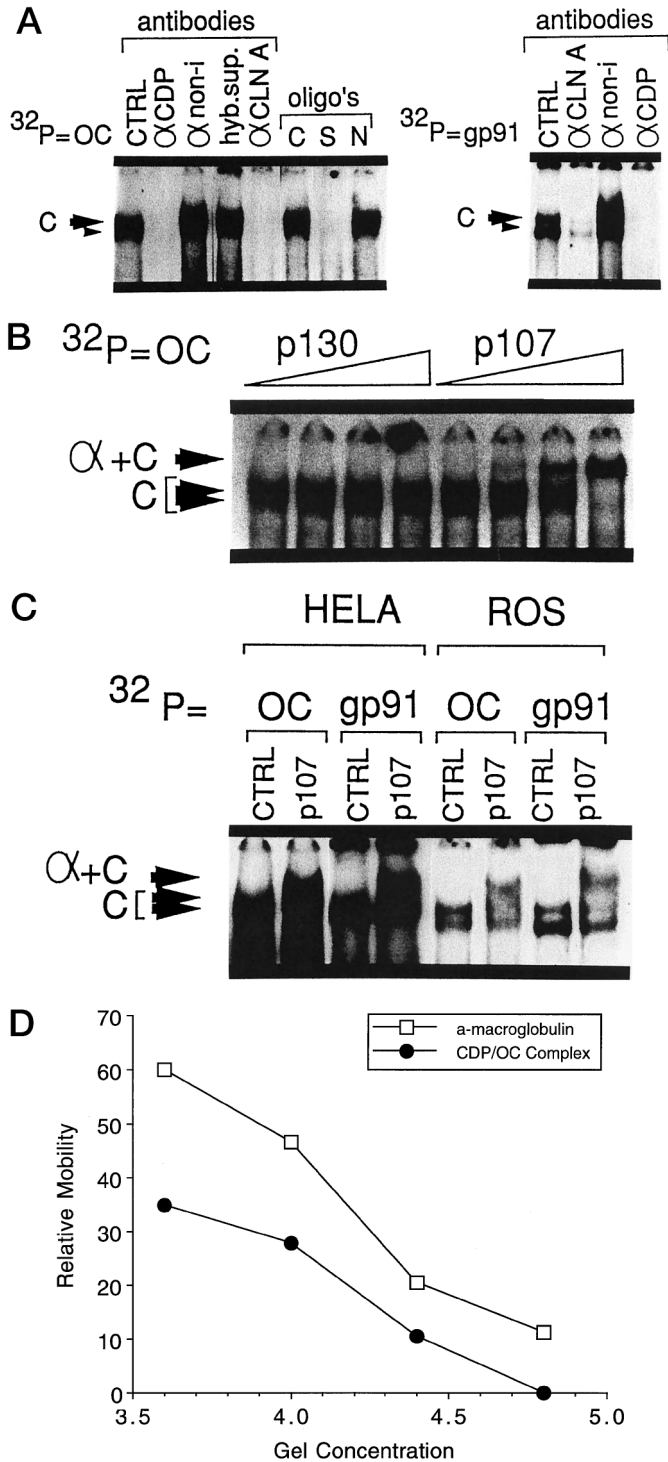 A
antibodies
antibodies
CTRL
αCDP
α non-i
hyb.sup.
αCLN A
oligo's
CTRL
αCLN A
α non-i
αCDP
32P=OC
C S N
32P=gp91
C
C
B
32P=OC
p130
p107
α+C
C
C
HELA
ROS
32P=
OC
gp91
OC
gp91
CTRL
p107
CTRL
p107
CTRL
p107
CTRL
p107
α+C
C
D
70
60
50
40
30
20
10
0
Relative Mobility
a-macroglobulin
CDP/OC Complex
3.5
4.0
4.5
5.0
Gel Concentration